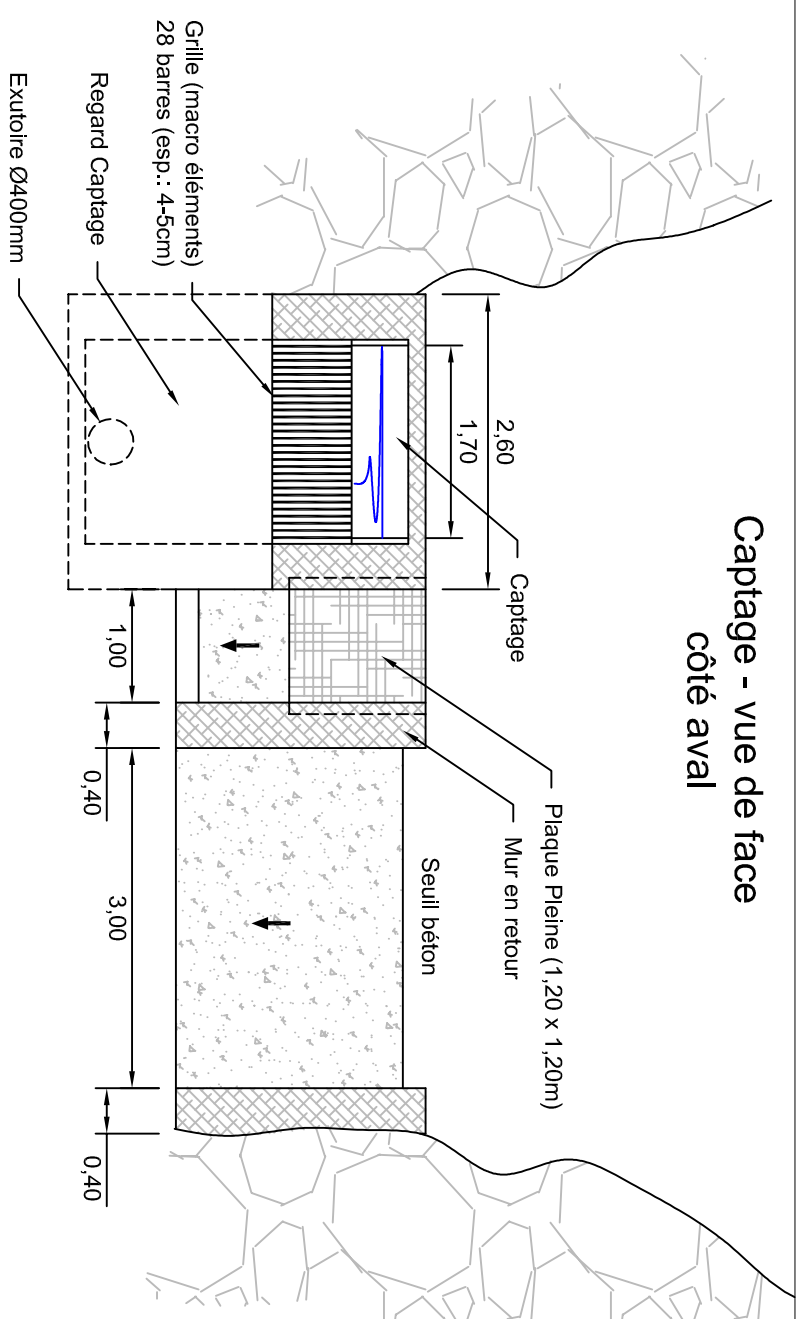 Captage - vue de face
côté aval
2,60
1,70
Captage
Plaque Pleine (1,20 x 1,20m)
Mur en retour
Seuil béton
Grille (macro éléments)
28 barres (esp.: 4-5cm)
Regard Captage
Exutoire Ø400mm
1,00
0,40
3,00
0,40